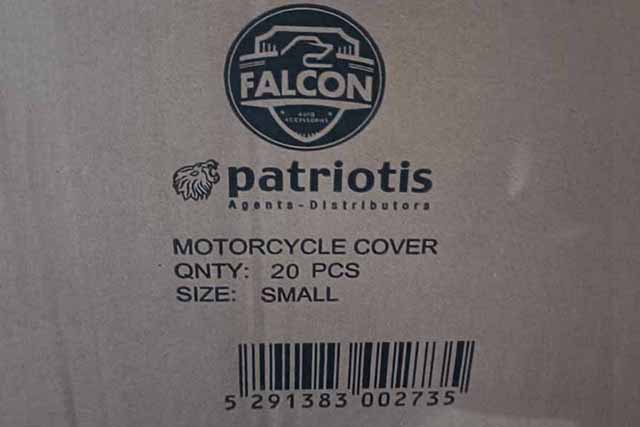 FALCON
AUTO
ACCESSORIES
patriotis
Agents-Distributors
MOTORCYCLE COVER
QNTY: 20 PCS
SIZE: SMALL
5 291383 002735